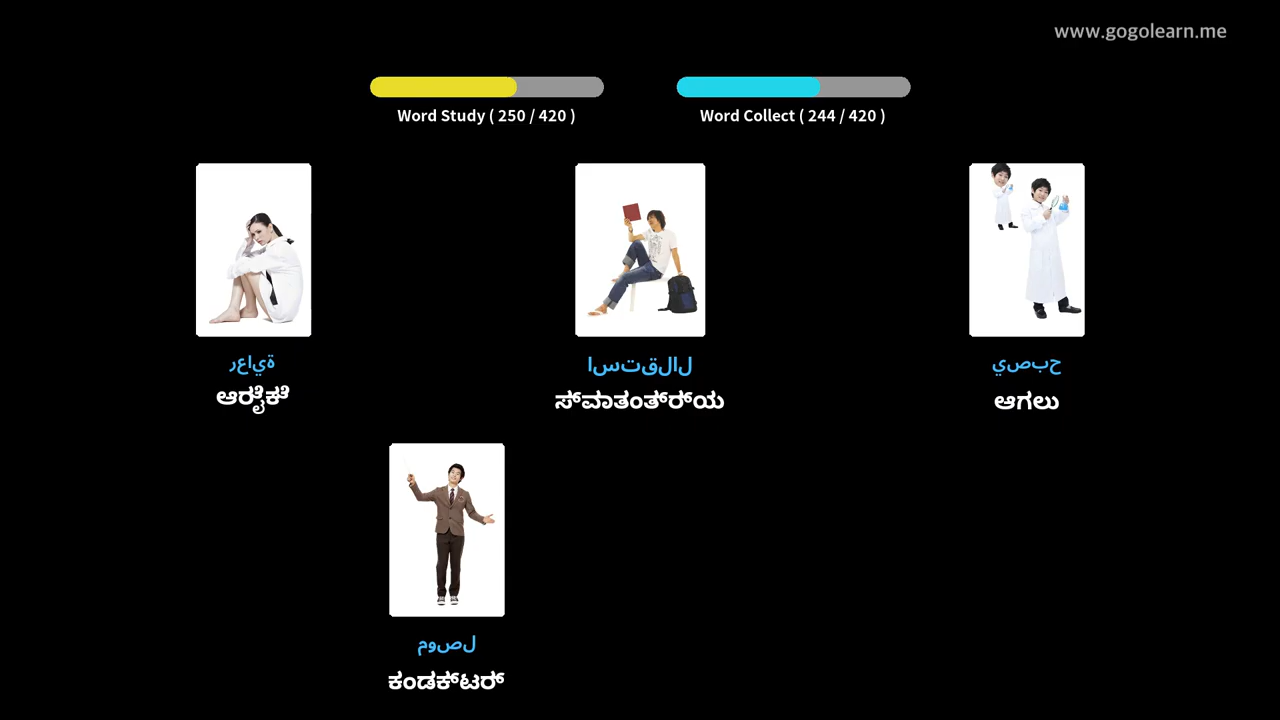 www.gogolearn.me
Word Study ( 250 / 420 )
Word Collect ( 244 / 420 )
رعاية
ಆರೈಕೆ
استقلال
ಸ್ವಾತಂತ್ರ್ಯ
يصبح
ಆಗಲು
موصل
ಕಂಡಕ್ಟರ್